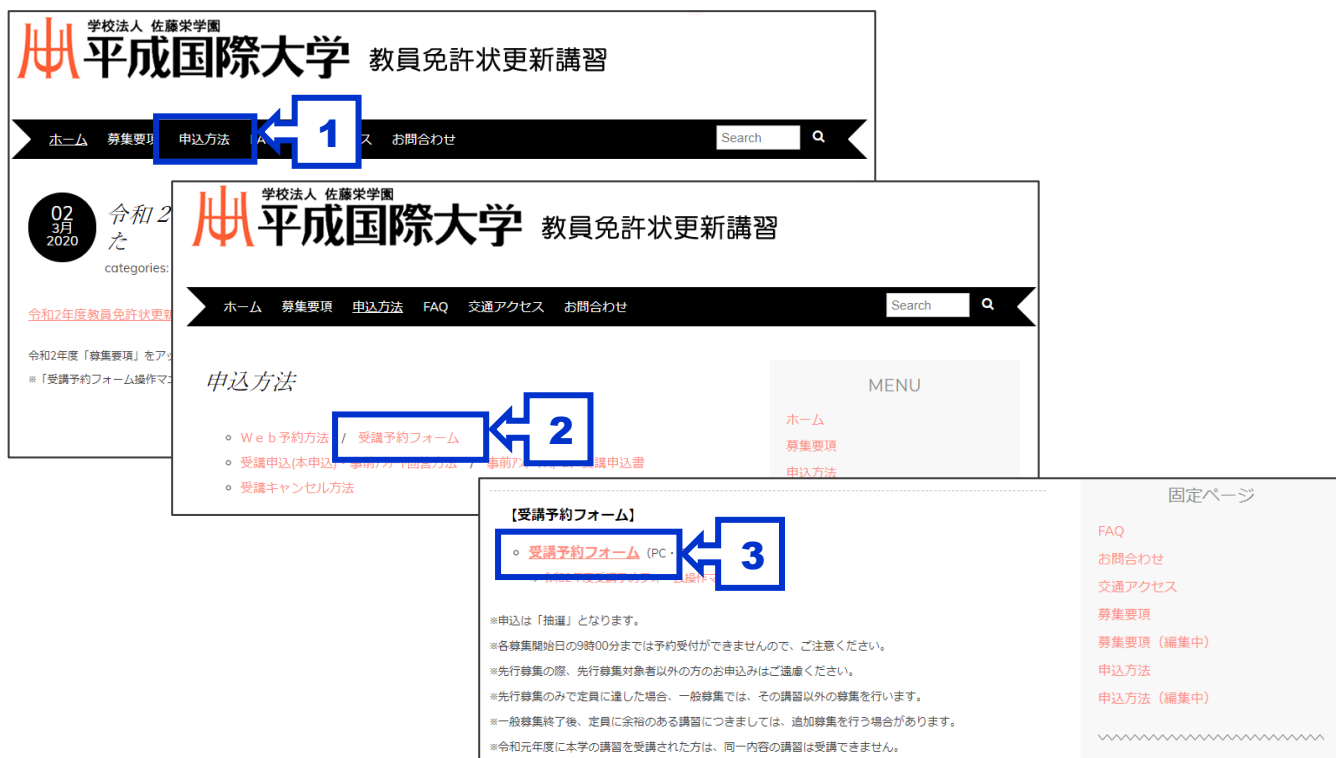 学校法人 佐藤栄学園
平成国際大学 教員免許状更新講習
ホーム 募集要項 申込方法 ス お問合わせ Search
1
02
3月
2020
令和2
た
categories:
令和2年度教員免許状更新
令和2年度「募集要項」をアッ
※「受講予約フォーム操作マニ
学校法人 佐藤栄学園
平成国際大学 教員免許状更新講習
ホーム 募集要項 申込方法 FAQ 交通アクセス お問合わせ Search
申込方法
Ｗｅｂ予約方法 / 受講予約フォーム
2
受講申込(本申込)・事前ｱﾝｹｰﾄ回答方法 / 受講申込書
受講キャンセル方法
MENU
ホーム
募集要項
申込方法
【受講予約フォーム】
受講予約フォーム (PC・
3
令和2年度受講予約フォーム操作マ
※申込は「抽選」となります。
※各募集開始日の9時00分までは予約受付ができませんので、ご注意ください。
※先行募集の際、先行募集対象者以外の方のお申込みはご遠慮ください。
※先行募集のみで定員に達した場合、一般募集では、その講習以外の募集を行います。
※一般募集終了後、定員に余裕のある講習につきましては、追加募集を行う場合があります。
※令和元年度に本学の講習を受講された方は、同一内容の講習は受講できません。
固定ページ
FAQ
お問合わせ
交通アクセス
募集要項
募集要項（編集中）
申込方法
申込方法（編集中）